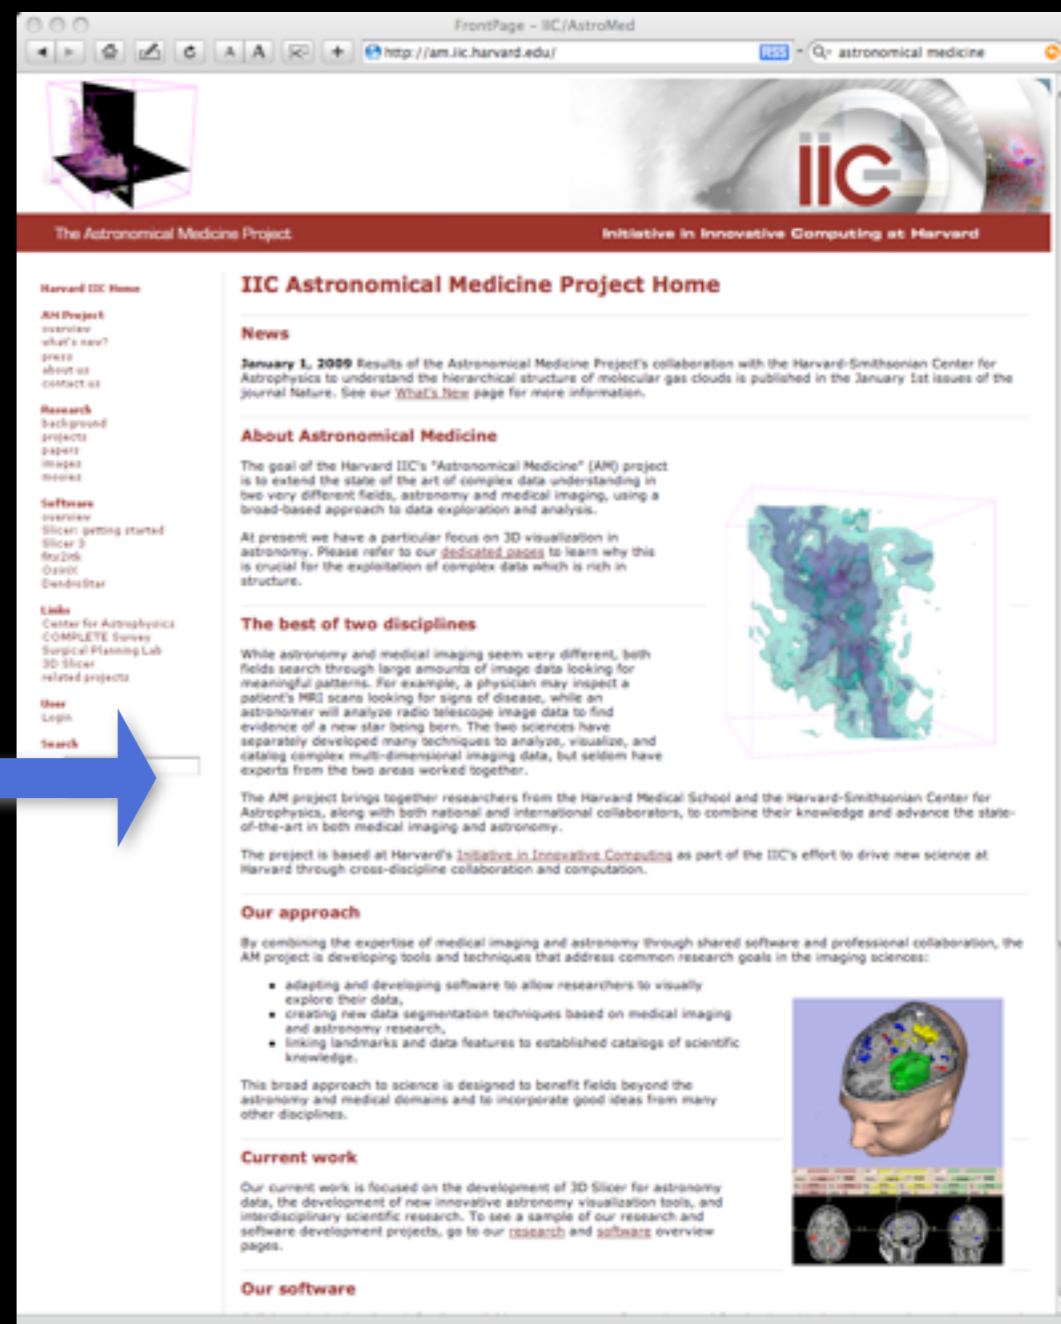 FrontPage – IIC/AstroMed
http://am.iic.harvard.edu/
RSS
astronomical medicine
iic
The Astronomical Medicine Project
Initiative in Innovative Computing at Harvard
Harvard IIC Home
AM Project
overview
what's new?
press
about us
contact us
Research
background
projects
papers
images
movies
Software
overview
Slicer: getting started
Slicer 3
fits2itk
OsiriX
DendroStar
Links
Center for Astrophysics
COMPLETE Survey
Surgical Planning Lab
3D Slicer
related projects
User
Login
Search
IIC Astronomical Medicine Project Home
News
January 1, 2009 Results of the Astronomical Medicine Project's collaboration with the Harvard-Smithsonian Center for
Astrophysics to understand the hierarchical structure of molecular gas clouds is published in the January 1st issues of the
journal Nature. See our What's New page for more information.
About Astronomical Medicine
The goal of the Harvard IIC's "Astronomical Medicine" (AM) project
is to extend the state of the art of complex data understanding in
two very different fields, astronomy and medical imaging, using a
broad-based approach to data exploration and analysis.
At present we have a particular focus on 3D visualization in
astronomy. Please refer to our dedicated pages to learn why this
is crucial for the exploitation of complex data which is rich in
structure.
The best of two disciplines
While astronomy and medical imaging seem very different, both
fields search through large amounts of image data looking for
meaningful patterns. For example, a physician may inspect a
patient's MRI scans looking for signs of disease, while an
astronomer will analyze radio telescope image data to find
evidence of a new star being born. The two sciences have
separately developed many techniques to analyze, visualize, and
catalog complex multi-dimensional imaging data, but seldom have
experts from the two areas worked together.
The AM project brings together researchers from the Harvard Medical School and the Harvard-Smithsonian Center for
Astrophysics, along with both national and international collaborators, to combine their knowledge and advance the state-
of-the-art in both medical imaging and astronomy.
The project is based at Harvard's Initiative in Innovative Computing as part of the IIC's effort to drive new science at
Harvard through cross-discipline collaboration and computation.
Our approach
By combining the expertise of medical imaging and astronomy through shared software and professional collaboration, the
AM project is developing tools and techniques that address common research goals in the imaging sciences:
• adapting and developing software to allow researchers to visually
explore their data,
• creating new data segmentation techniques based on medical imaging
and astronomy research,
• linking landmarks and data features to established catalogs of scientific
knowledge.
This broad approach to science is designed to benefit fields beyond the
astronomy and medical domains and to incorporate good ideas from many
other disciplines.
Current work
Our current work is focused on the development of 3D Slicer for astronomy
data, the development of new innovative astronomy visualization tools, and
interdisciplinary scientific research. To see a sample of our research and
software development projects, go to our research and software overview
pages.
Our software